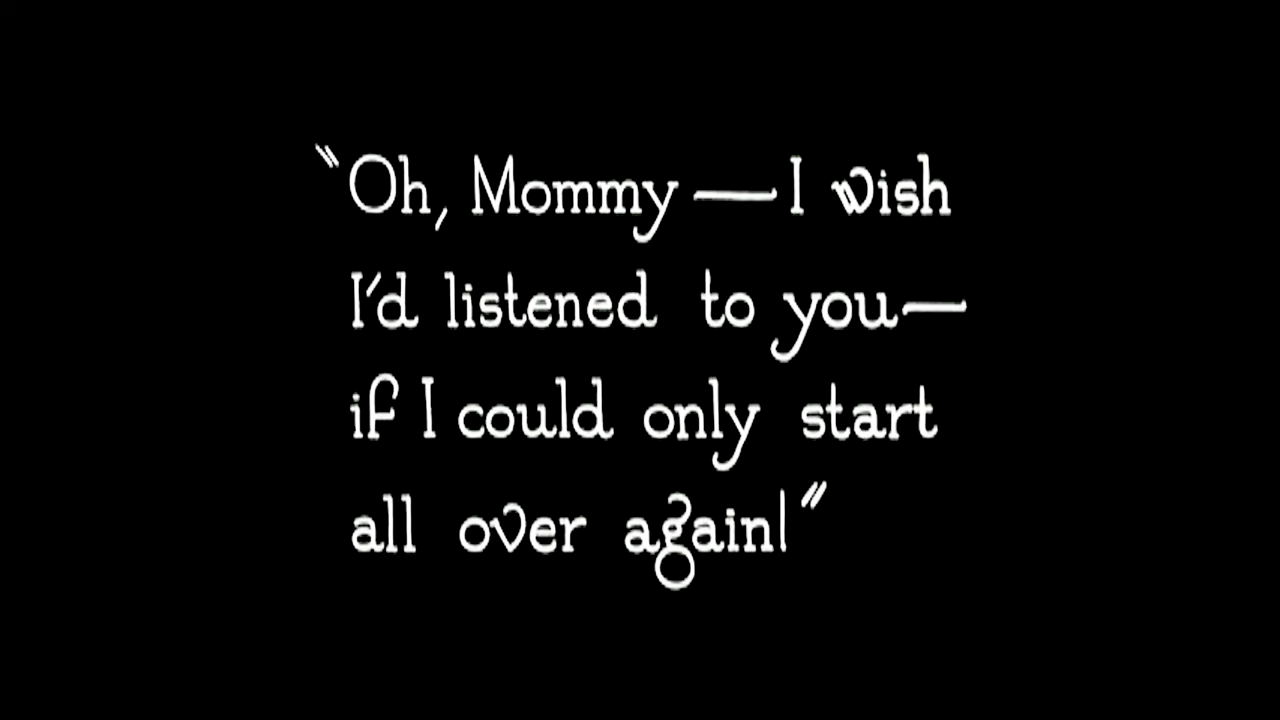 "Oh, Mommy — I wish
I'd listened to you —
if I could only start
all over again!"